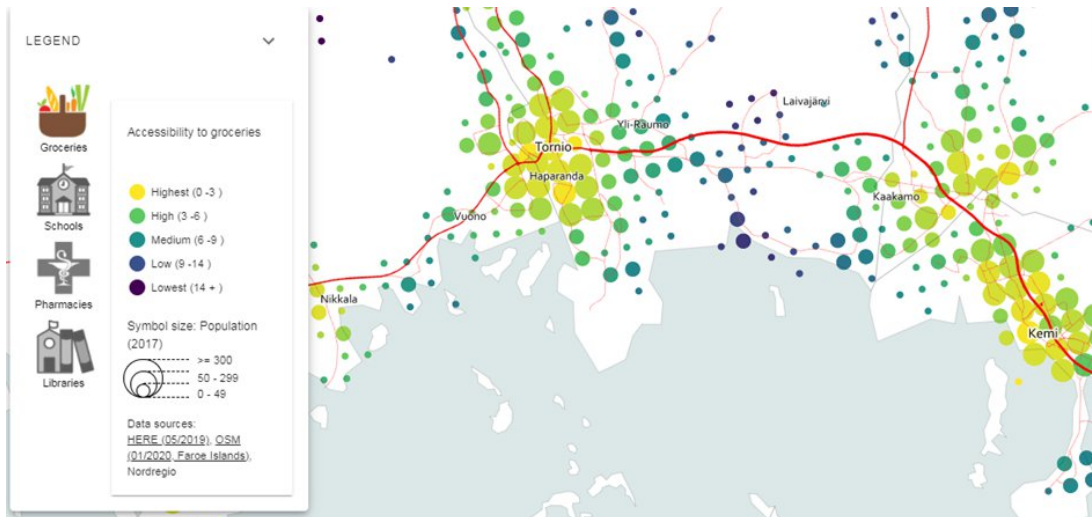 LEGEND
Groceries
Schools
Pharmacies
Libraries
Accessibility to groceries
Highest (0 -3 )
High (3 -6 )
Medium (6 -9 )
Low (9 -14 )
Lowest (14 + )
Symbol size: Population
(2017)
>= 300
50 - 299
0 - 49
Data sources:
HERE (05/2019), OSM
(01/2020, Faroe Islands),
Nordregio
Laivajärvi
Yli-Raumo
Tornio
Haparanda
Kaakamo
Vuono
Nikkala
Kemi